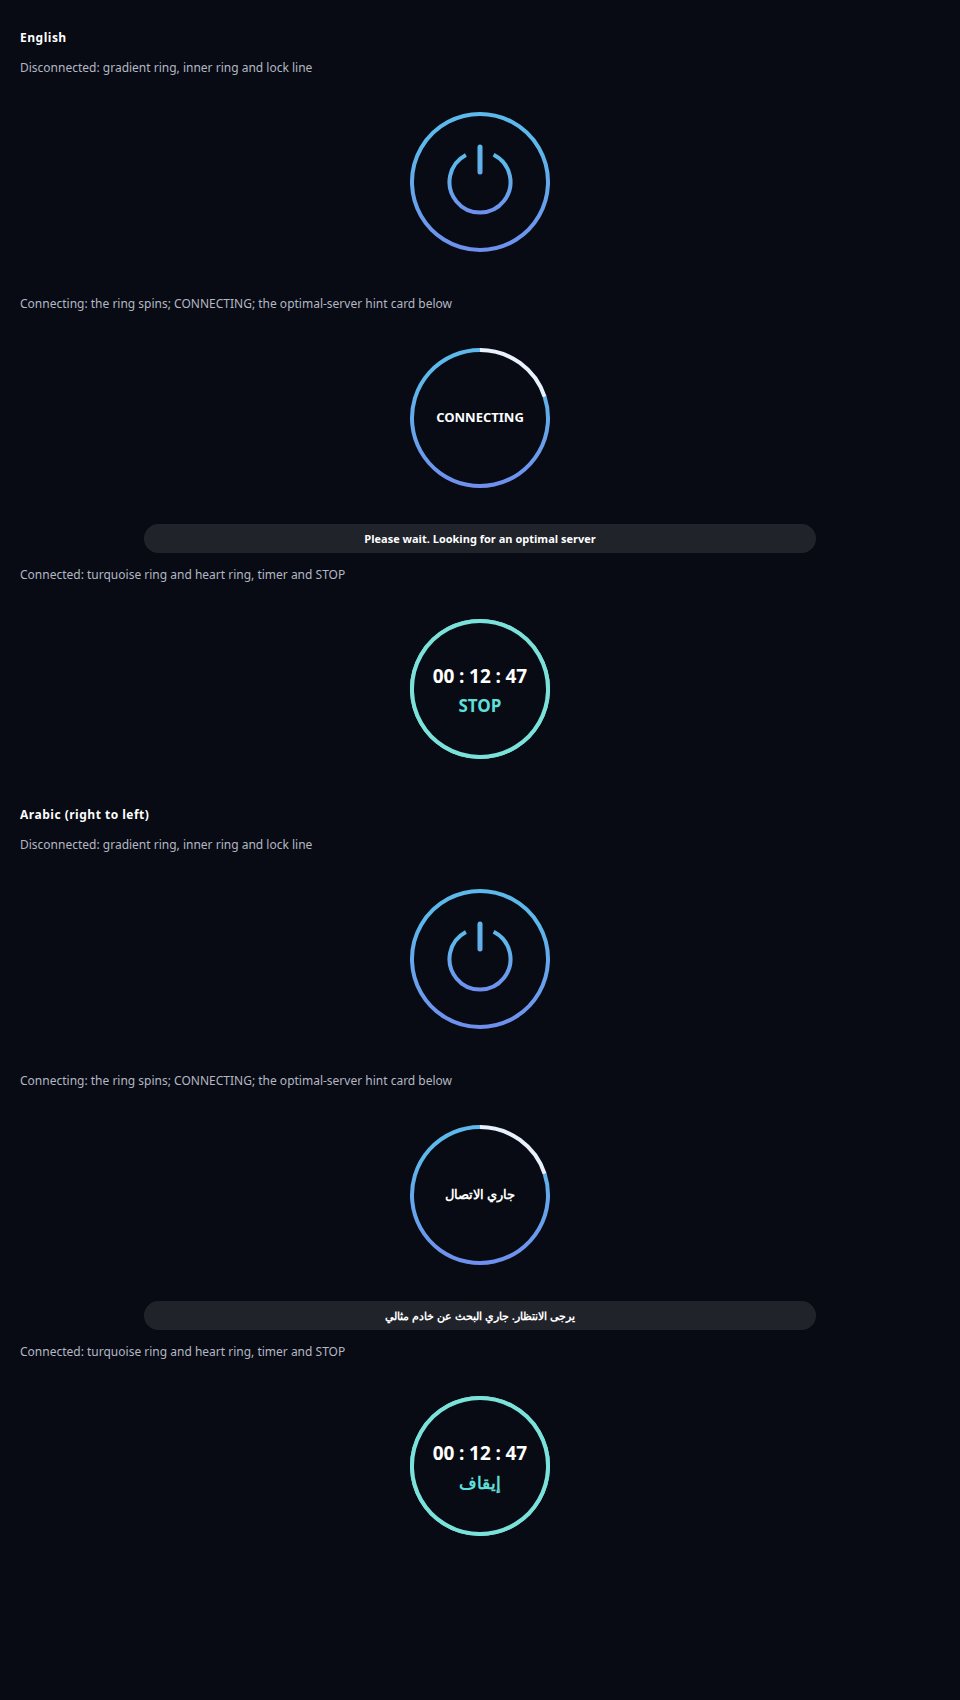 English
Disconnected: gradient ring, inner ring and lock line
Connecting: the ring spins; CONNECTING; the optimal-server hint card below
CONNECTING
Please wait. Looking for an optimal server
Connected: turquoise ring and heart ring, timer and STOP
00 : 12 : 47
STOP
Arabic (right to left)
Disconnected: gradient ring, inner ring and lock line
Connecting: the ring spins; CONNECTING; the optimal-server hint card below
جاري الاتصال
يرجى الانتظار. جاري البحث عن خادم مثالي
Connected: turquoise ring and heart ring, timer and STOP
00 : 12 : 47
إيقاف